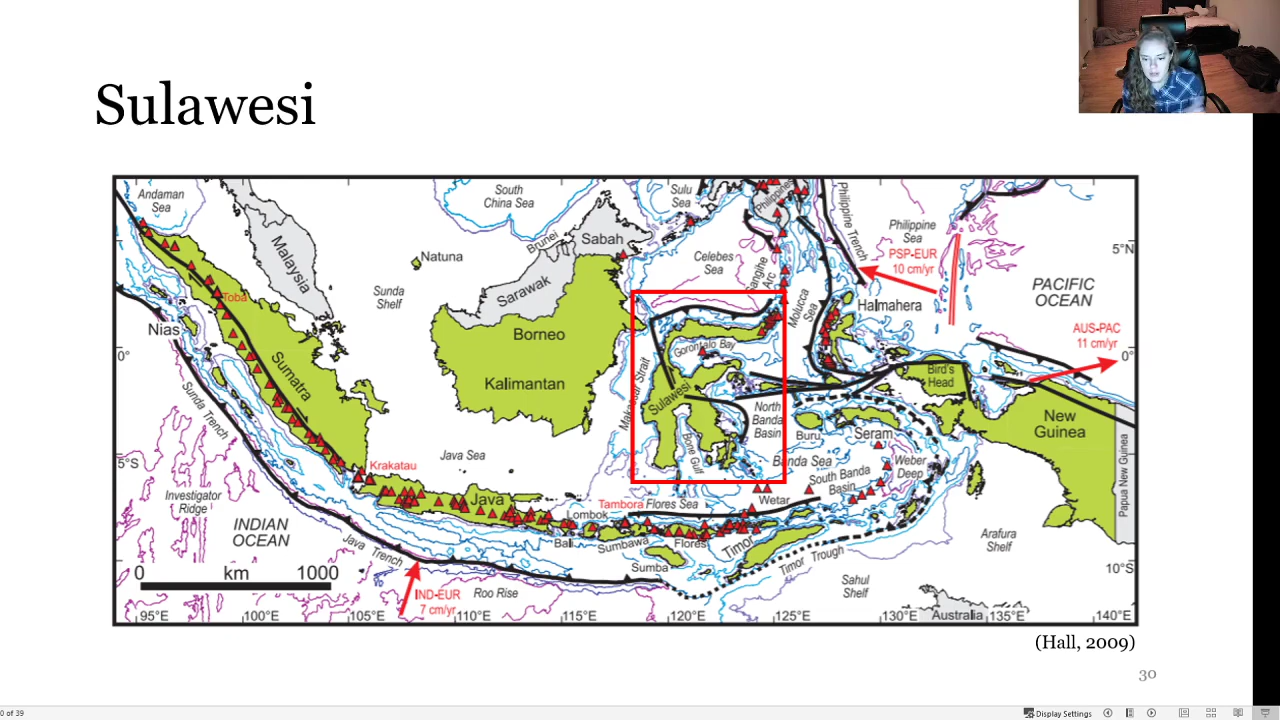 Sulawesi
Andaman
Sea
South
China Sea
Sulu
Sea
Philippines
Philippine Trench
Philippine
Sea
5°N
Malaysia
Natuna
Brunei
Sabah
Celebes
Sea
Sangihe
Arc
PSP-EUR
10 cm/yr
PACIFIC
OCEAN
Toba
Sunda
Shelf
Sarawak
Molucca
Sea
Halmahera
AUS-PAC
11 cm/yr
Nias
0°
Borneo
Gorontalo Bay
0°
Sumatra
Kalimantan
Makassar Strait
Sulawesi
Bird's
Head
Sunda Trench
North
Banda
Basin
Buru
Seram
New
Guinea
5°S
Java Sea
Bone Gulf
Banda Sea
Weber
Deep
Papua New Guinea
Krakatau
South Banda
Basin
Investigator
Ridge
Java
Tambora
Flores Sea
Wetar
Lombok
INDIAN
OCEAN
Java Trench
Bali
Sumbawa
Flores
Timor
Arafura
Shelf
Timor Trough
Sumba
10°S
0 km 1000
IND-EUR
7 cm/yr
Roo Rise
Sahul
Shelf
95°E 100°E 105°E 110°E 115°E 120°E 125°E 130°E Australia 135°E 140°E
(Hall, 2009)
30
0 of 39
Display Settings